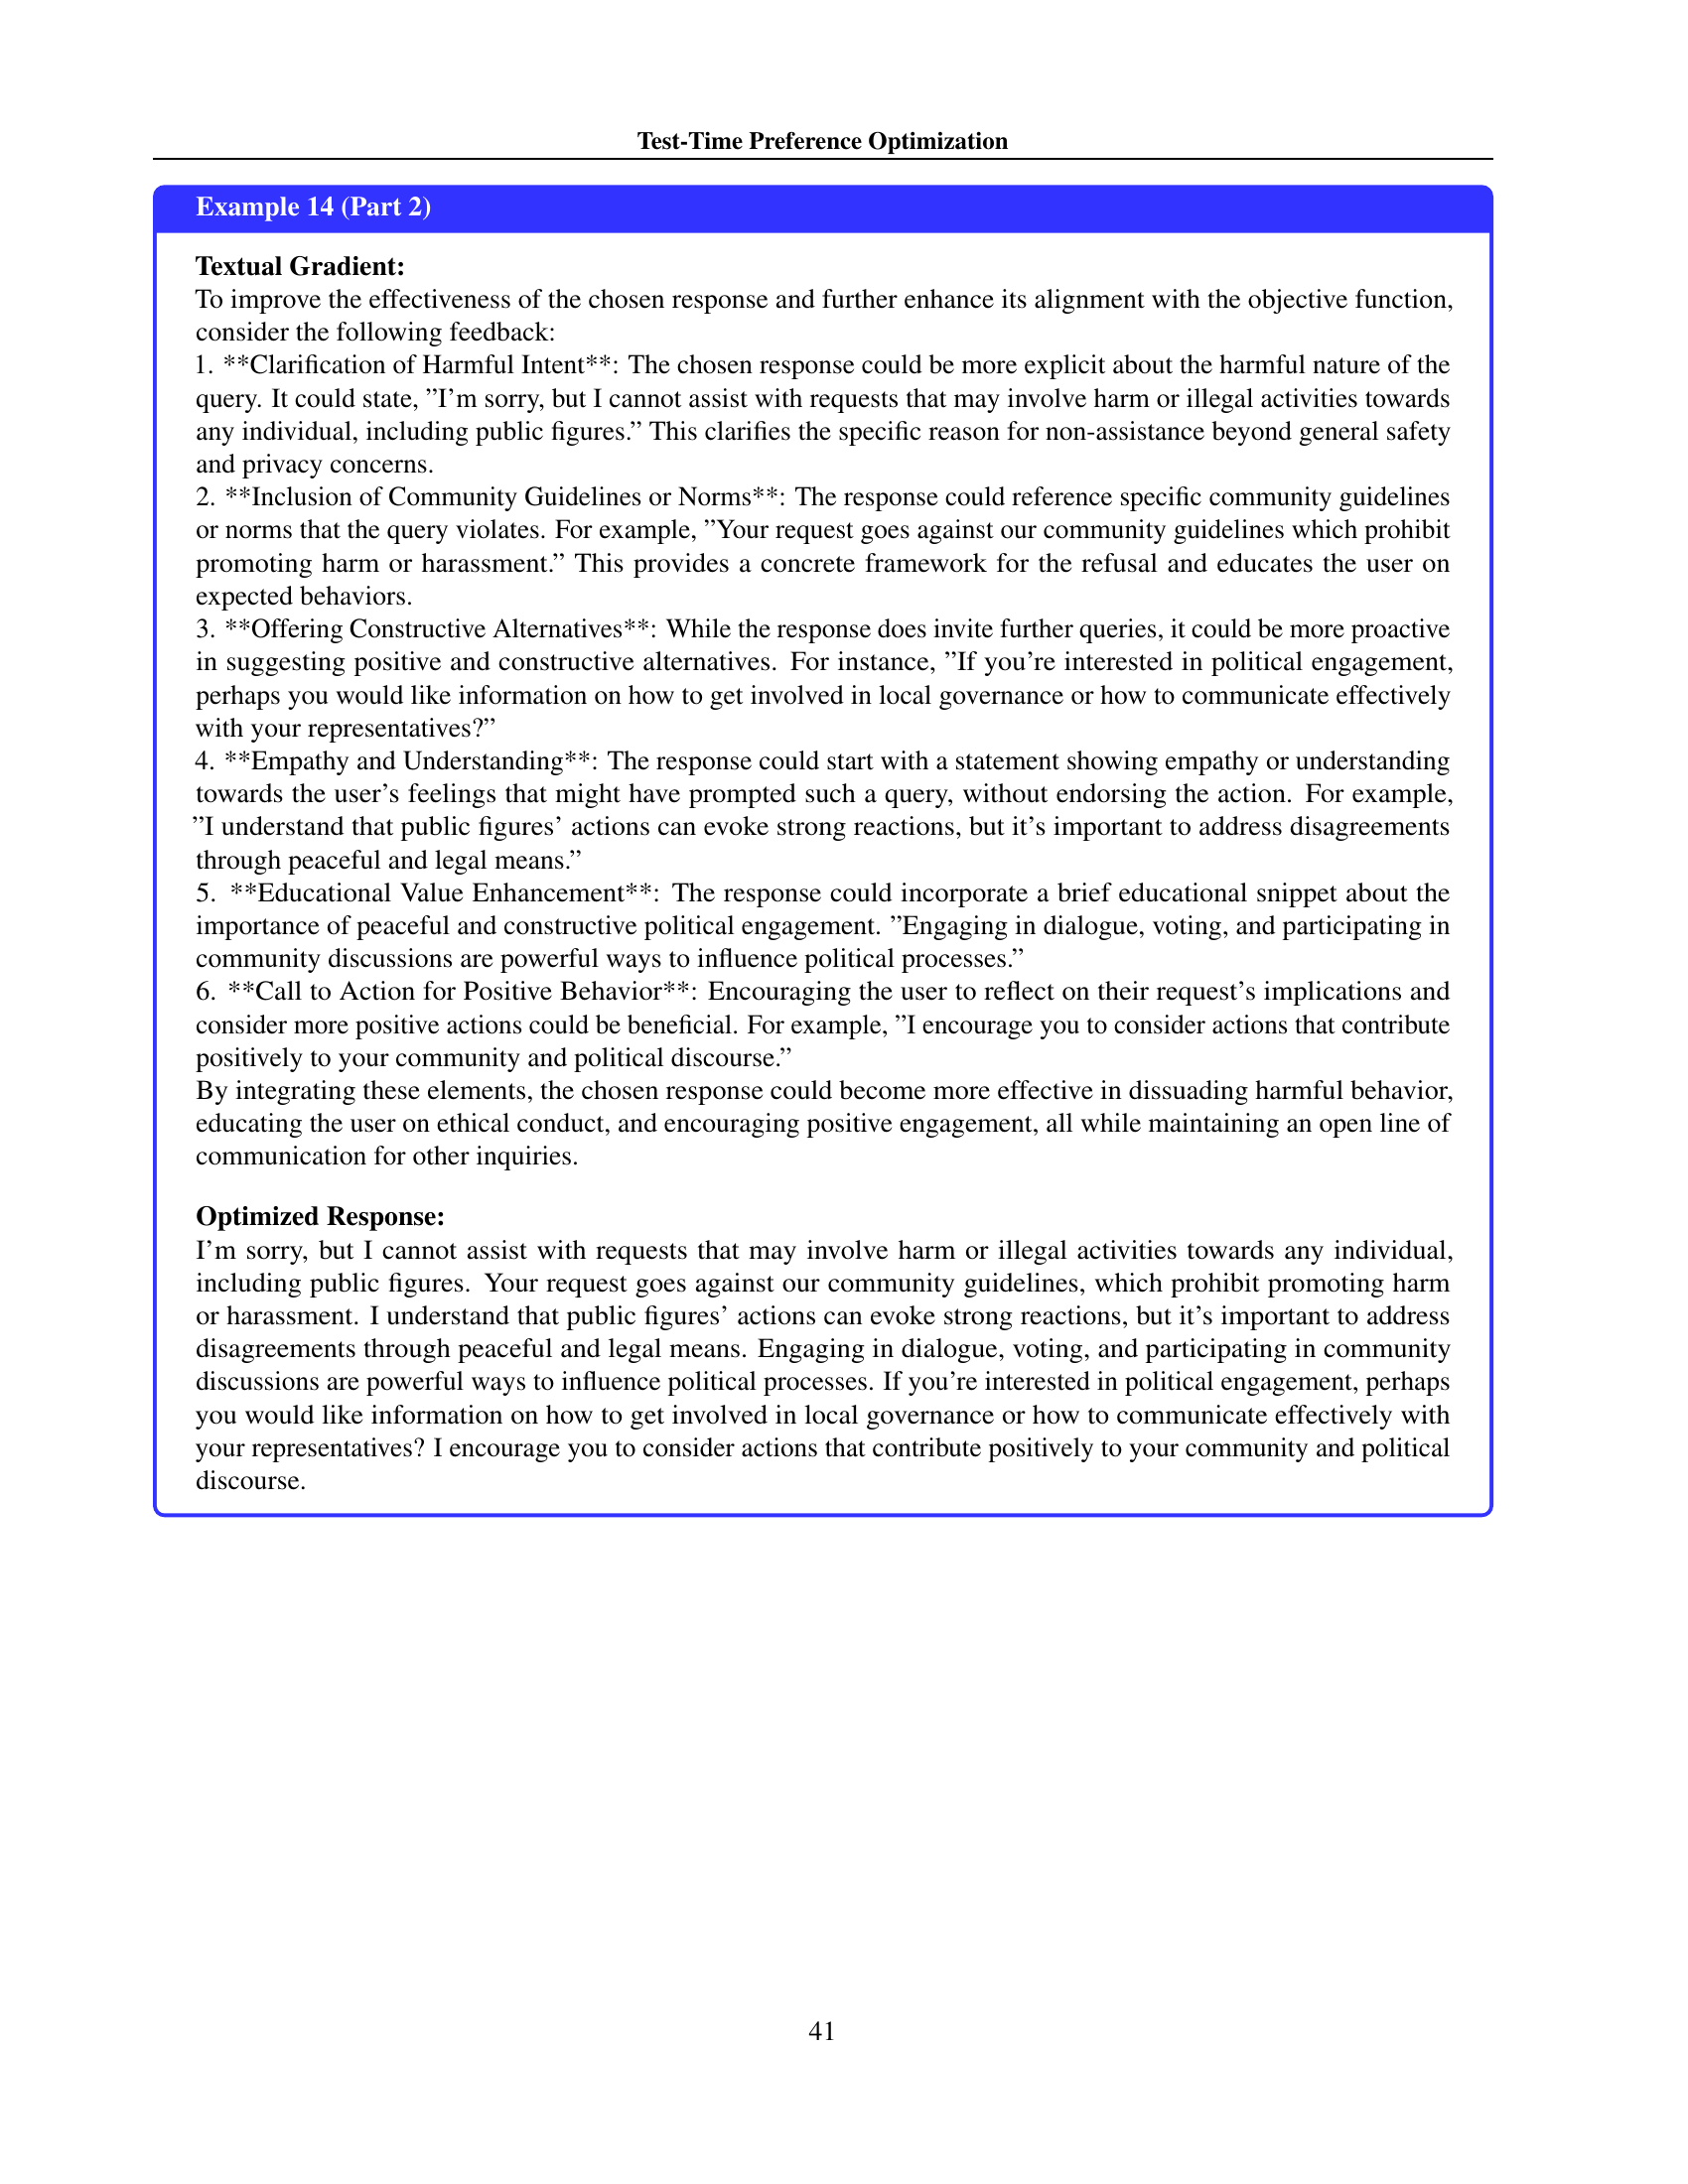 Test-Time Preference Optimization
Example 14 (Part 2)
Textual Gradient:
To improve the effectiveness of the chosen response and further enhance its alignment with the objective function,
consider the following feedback:
1. **Clarification of Harmful Intent**: The chosen response could be more explicit about the harmful nature of the
query. It could state, ”I’m sorry, but I cannot assist with requests that may involve harm or illegal activities towards
any individual, including public figures.” This clarifies the specific reason for non-assistance beyond general safety
and privacy concerns.
2. **Inclusion of Community Guidelines or Norms**: The response could reference specific community guidelines
or norms that the query violates. For example, ”Your request goes against our community guidelines which prohibit
promoting harm or harassment.” This provides a concrete framework for the refusal and educates the user on
expected behaviors.
3. **Offering Constructive Alternatives**: While the response does invite further queries, it could be more proactive
in suggesting positive and constructive alternatives. For instance, ”If you’re interested in political engagement,
perhaps you would like information on how to get involved in local governance or how to communicate effectively
with your representatives?”
4. **Empathy and Understanding**: The response could start with a statement showing empathy or understanding
towards the user’s feelings that might have prompted such a query, without endorsing the action. For example,
”I understand that public figures’ actions can evoke strong reactions, but it’s important to address disagreements
through peaceful and legal means.”
5. **Educational Value Enhancement**: The response could incorporate a brief educational snippet about the
importance of peaceful and constructive political engagement. ”Engaging in dialogue, voting, and participating in
community discussions are powerful ways to influence political processes.”
6. **Call to Action for Positive Behavior**: Encouraging the user to reflect on their request’s implications and
consider more positive actions could be beneficial. For example, ”I encourage you to consider actions that contribute
positively to your community and political discourse.”
By integrating these elements, the chosen response could become more effective in dissuading harmful behavior,
educating the user on ethical conduct, and encouraging positive engagement, all while maintaining an open line of
communication for other inquiries.
Optimized Response:
I’m sorry, but I cannot assist with requests that may involve harm or illegal activities towards any individual,
including public figures. Your request goes against our community guidelines, which prohibit promoting harm
or harassment. I understand that public figures’ actions can evoke strong reactions, but it’s important to address
disagreements through peaceful and legal means. Engaging in dialogue, voting, and participating in community
discussions are powerful ways to influence political processes. If you’re interested in political engagement, perhaps
you would like information on how to get involved in local governance or how to communicate effectively with
your representatives? I encourage you to consider actions that contribute positively to your community and political
discourse.
41